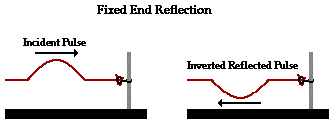 Fixed End Reflection
Incident Pulse
Inverted Reflected Pulse